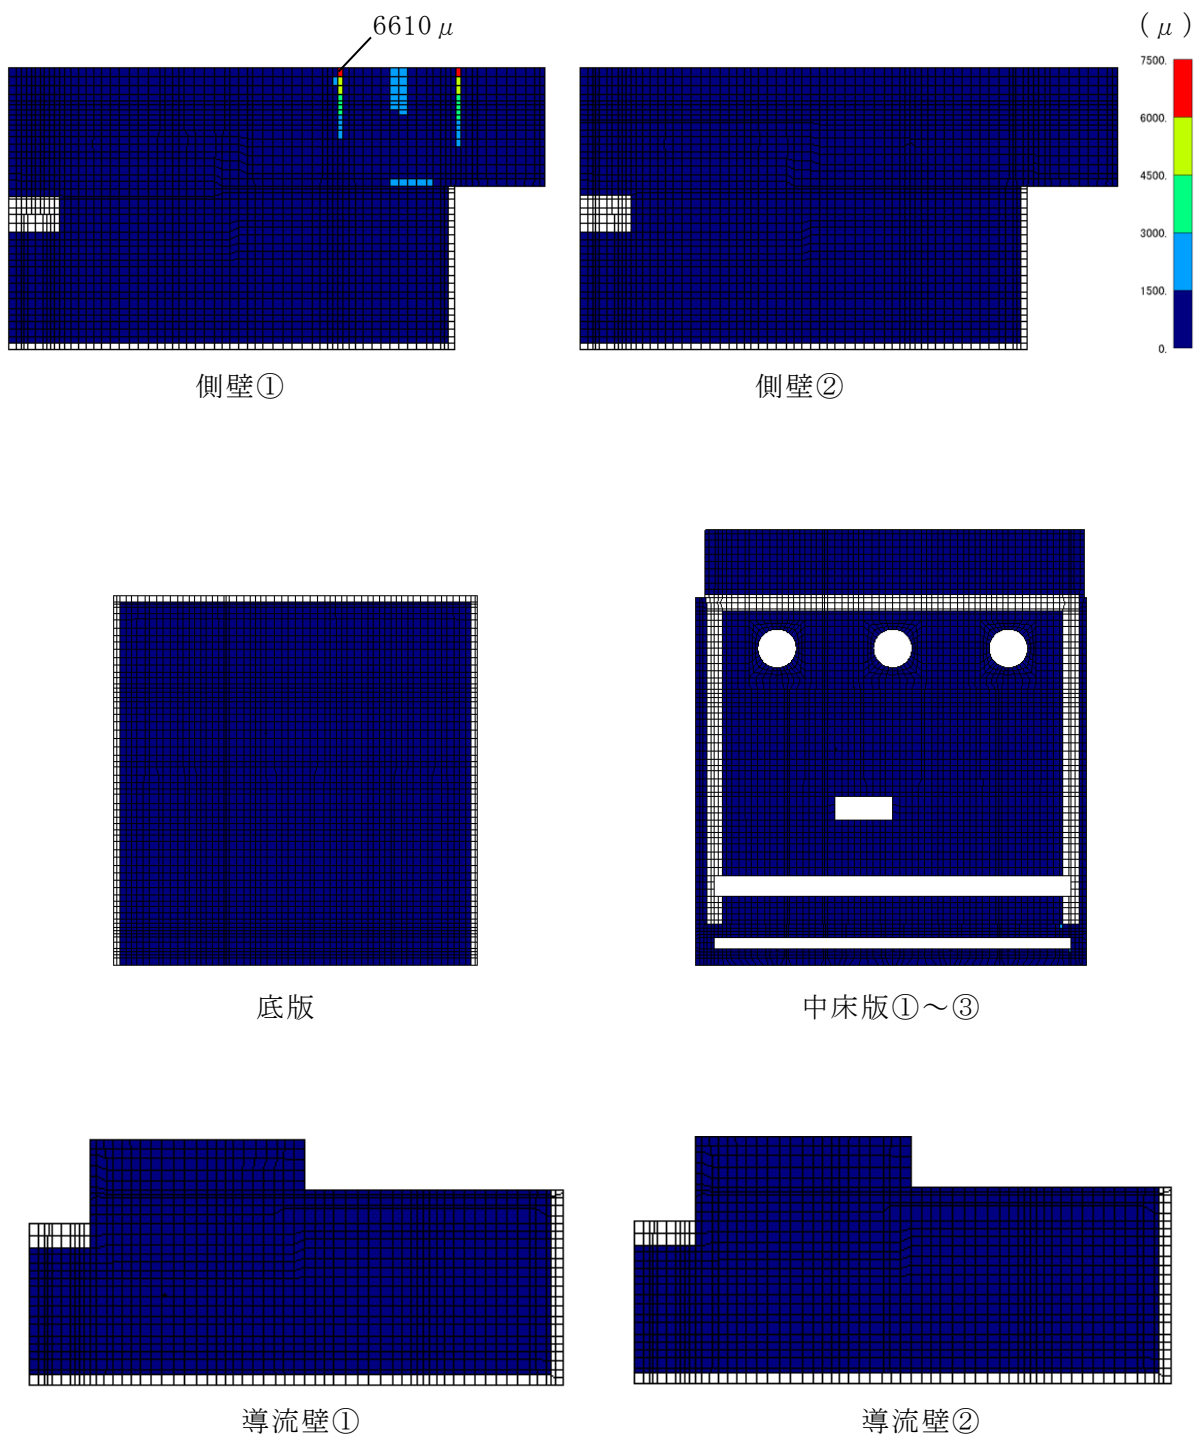 6610μ
(μ)
7500.
6000.
4500.
3000.
1500.
0.
側壁①
側壁②
底版
中床版①～③
導流壁①
導流壁②